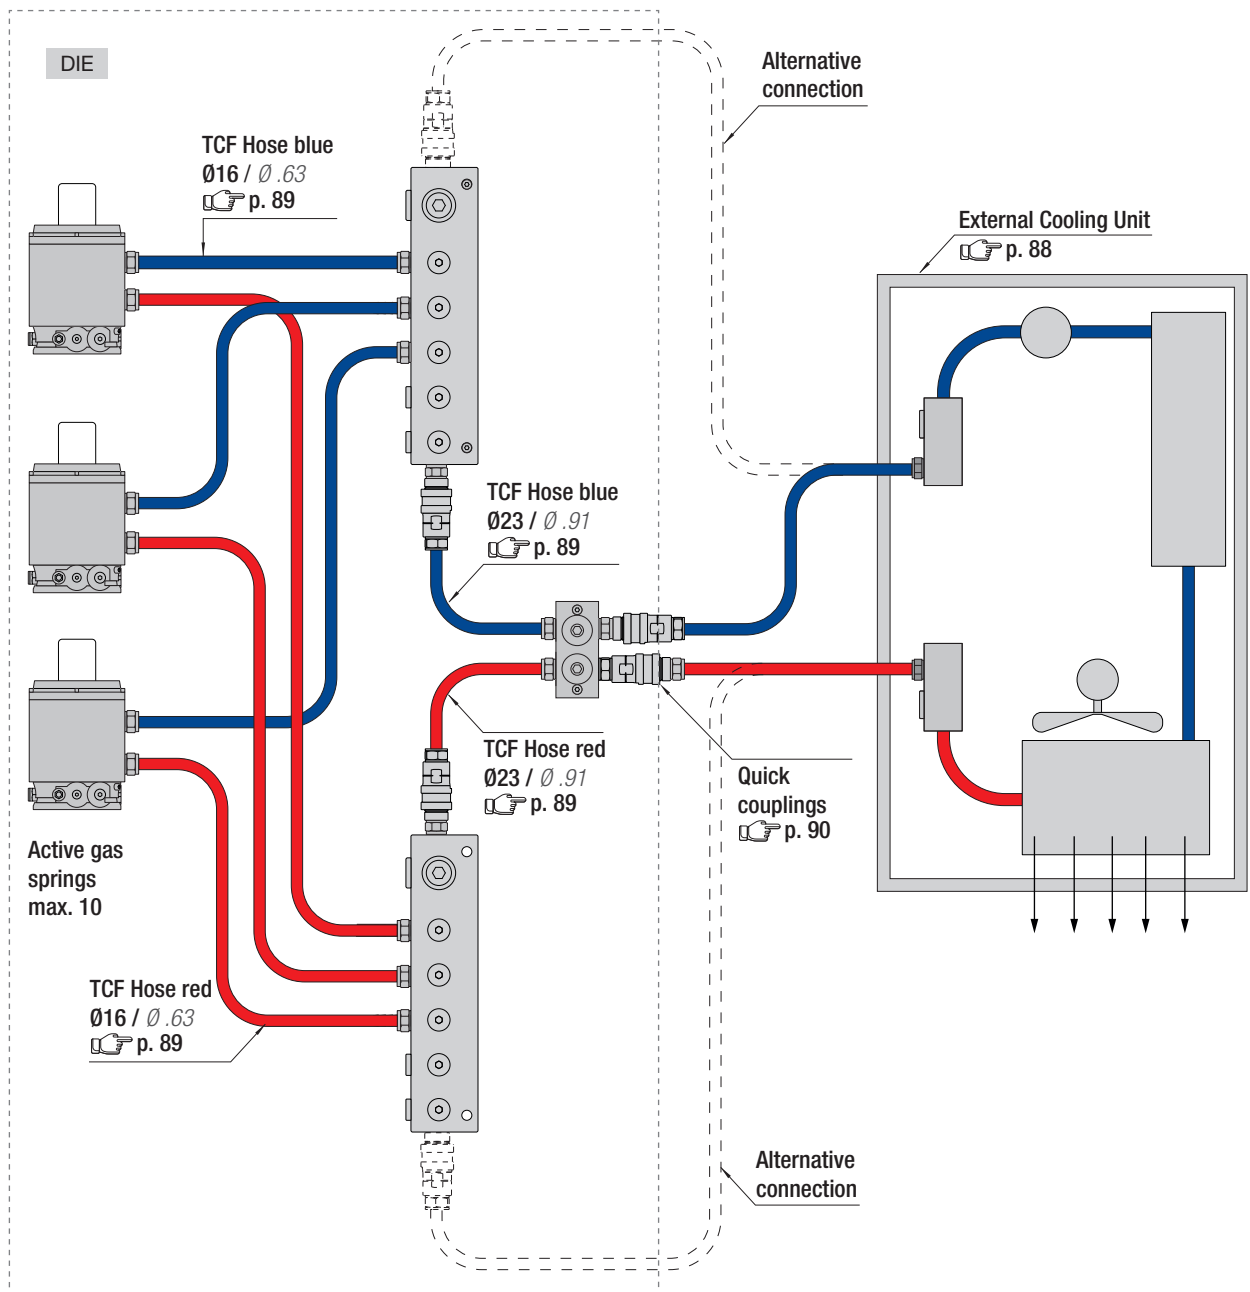 DIE
Alternative
connection
TCF Hose blue
Ø16 / Ø .63
p. 89
External Cooling Unit
p. 88
TCF Hose blue
Ø23 / Ø .91
p. 89
TCF Hose red
Ø23 / Ø .91
p. 89
Quick
couplings
p. 90
Active gas
springs
max. 10
TCF Hose red
Ø16 / Ø .63
p. 89
Alternative
connection